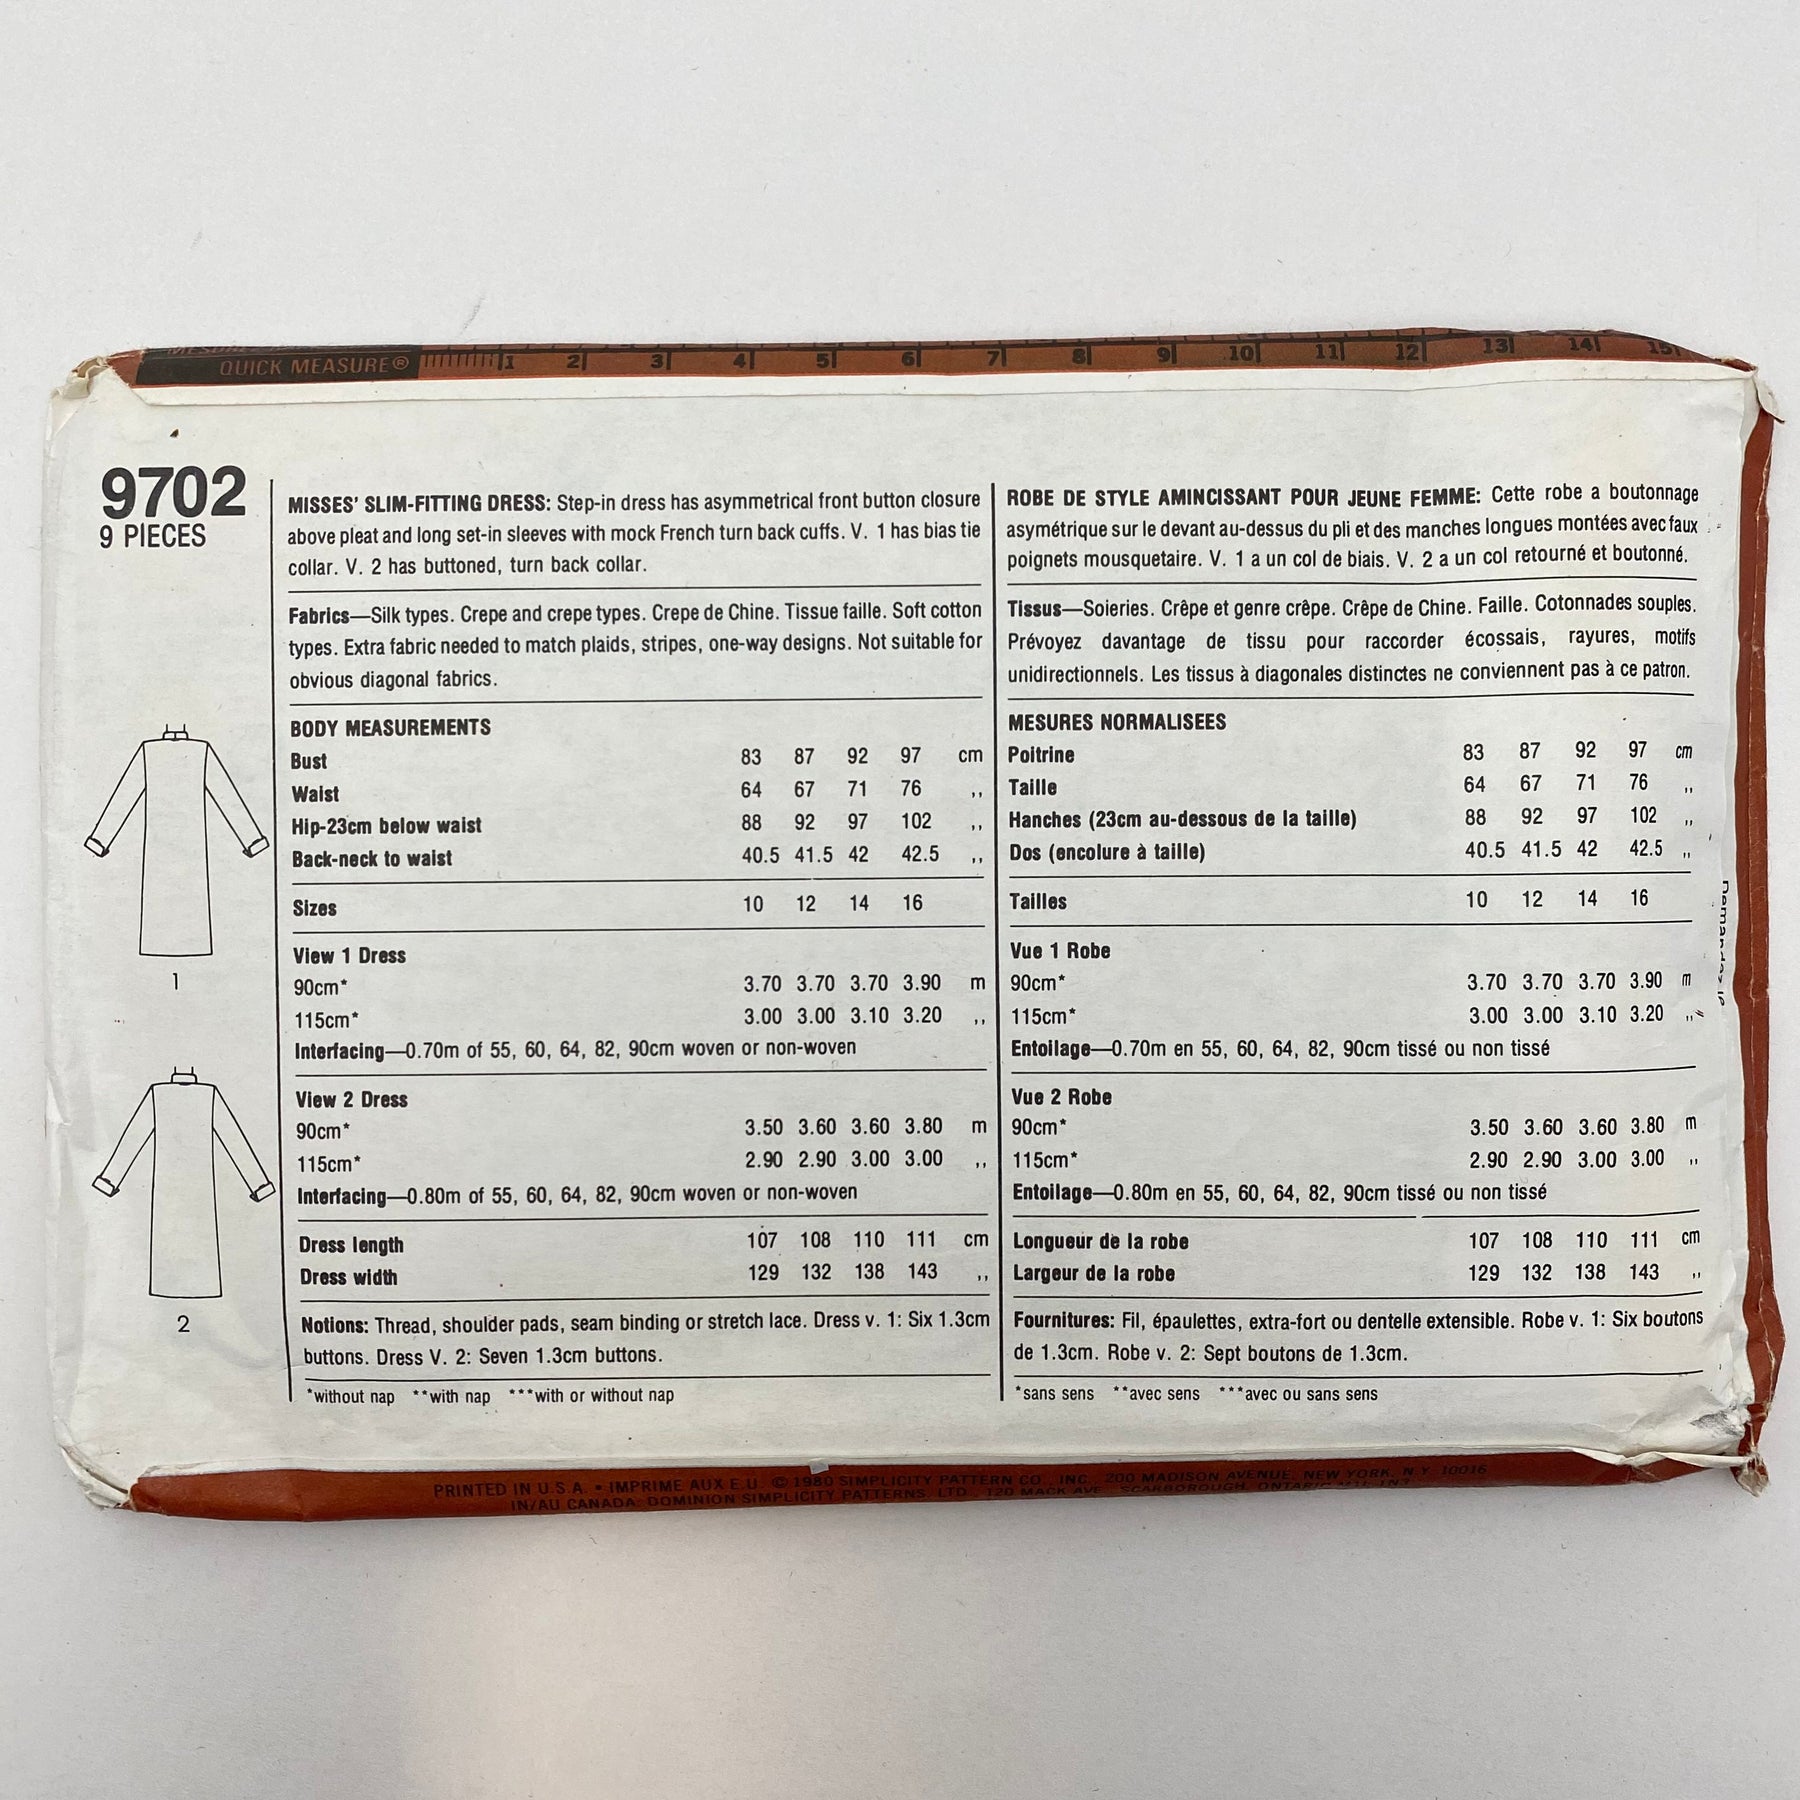 QUICK MEASURE® 1 2 3 4 5 6 7 8 9 10 11 12 13 14 15
9702
9 PIECES
MISSES' SLIM-FITTING DRESS: Step-in dress has asymmetrical front button closure
above pleat and long set-in sleeves with mock French turn back cuffs. V. 1 has bias tie
collar. V. 2 has buttoned, turn back collar.
Fabrics—Silk types. Crepe and crepe types. Crepe de Chine. Tissue faille. Soft cotton
types. Extra fabric needed to match plaids, stripes, one-way designs. Not suitable for
obvious diagonal fabrics.
BODY MEASUREMENTS
Bust 83 87 92 97 cm
Waist 64 67 71 76 ,,
Hip-23cm below waist 88 92 97 102 ,,
Back-neck to waist 40.5 41.5 42 42.5 ,,
Sizes 10 12 14 16
View 1 Dress
90cm* 3.70 3.70 3.70 3.90 m
115cm* 3.00 3.00 3.10 3.20 ,,
Interfacing—0.70m of 55, 60, 64, 82, 90cm woven or non-woven
View 2 Dress
90cm* 3.50 3.60 3.60 3.80 m
115cm* 2.90 2.90 3.00 3.00 ,,
Interfacing—0.80m of 55, 60, 64, 82, 90cm woven or non-woven
Dress length 107 108 110 111 cm
Dress width 129 132 138 143 ,,
Notions: Thread, shoulder pads, seam binding or stretch lace. Dress v. 1: Six 1.3cm
buttons. Dress V. 2: Seven 1.3cm buttons.
*without nap **with nap ***with or without nap
1
2
ROBE DE STYLE AMINCISSANT POUR JEUNE FEMME: Cette robe a boutonnage
asymétrique sur le devant au-dessus du pli et des manches longues montées avec faux
poignets mousquetaire. V. 1 a un col de biais. V. 2 a un col retourné et boutonné.
Tissus—Soieries. Crêpe et genre crêpe. Crêpe de Chine. Faille. Cotonnades souples.
Prévoyez davantage de tissu pour raccorder écossais, rayures, motifs
unidirectionnels. Les tissus à diagonales distinctes ne conviennent pas à ce patron.
MESURES NORMALISEES
Poitrine 83 87 92 97 cm
Taille 64 67 71 76 ,,
Hanches (23cm au-dessous de la taille) 88 92 97 102 ,,
Dos (encolure à taille) 40.5 41.5 42 42.5 ,,
Tailles 10 12 14 16
Vue 1 Robe
90cm* 3.70 3.70 3.70 3.90 m
115cm* 3.00 3.00 3.10 3.20 ,,
Entoilage—0.70m en 55, 60, 64, 82, 90cm tissé ou non tissé
Vue 2 Robe
90cm* 3.50 3.60 3.60 3.80 m
115cm* 2.90 2.90 3.00 3.00 ,,
Entoilage—0.80m en 55, 60, 64, 82, 90cm tissé ou non tissé
Longueur de la robe 107 108 110 111 cm
Largeur de la robe 129 132 138 143 ,,
Fournitures: Fil, épaulettes, extra-fort ou dentelle extensible. Robe v. 1: Six boutons
de 1.3cm. Robe v. 2: Sept boutons de 1.3cm.
*sans sens **avec sens ***avec ou sans sens
PRINTED IN U.S.A. • IMPRIME AUX E.U. © 1980 SIMPLICITY PATTERN CO., INC., 200 MADISON AVENUE, NEW YORK, N.Y. 10016
IN/AU CANADA: DOMINION SIMPLICITY PATTERNS, LTD., 120 MACK AVE., SCARBOROUGH, ONTARIO